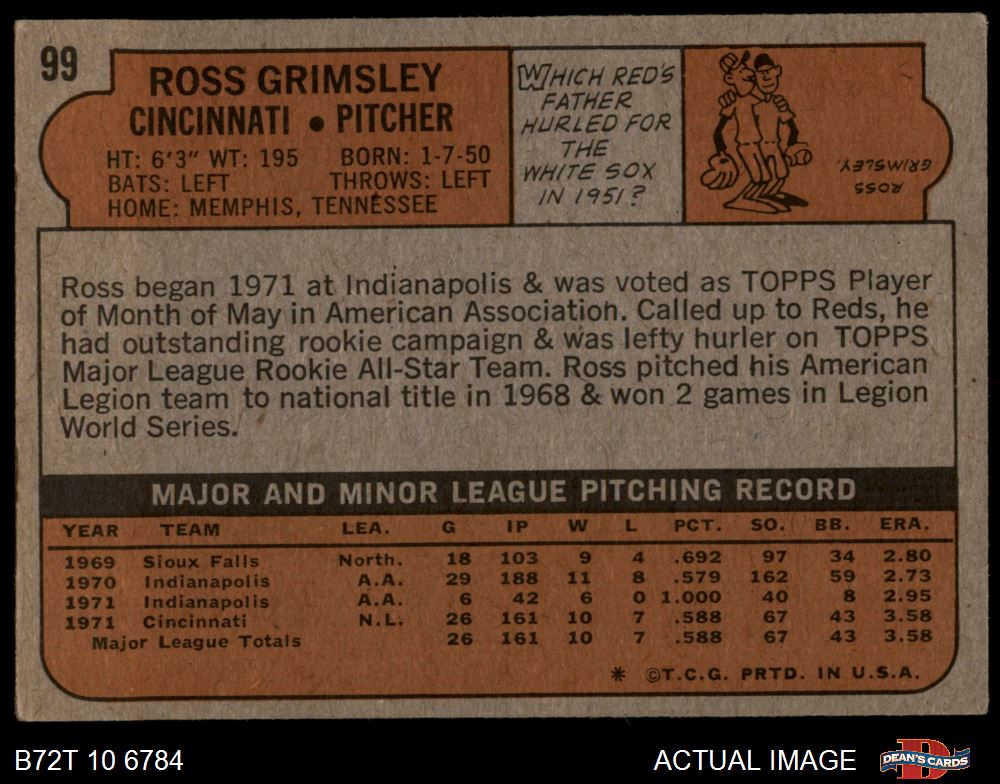 99
ROSS GRIMSLEY
CINCINNATI • PITCHER
HT: 6'3" WT: 195 BORN: 1-7-50
BATS: LEFT THROWS: LEFT
HOME: MEMPHIS, TENNESSEE
WHICH RED'S
FATHER
HURLED FOR
THE
WHITE SOX
IN 1951?
ROSS
GRIMSLEY.
Ross began 1971 at Indianapolis & was voted as TOPPS Player
of Month of May in American Association. Called up to Reds, he
had outstanding rookie campaign & was lefty hurler on TOPPS
Major League Rookie All-Star Team. Ross pitched his American
Legion team to national title in 1968 & won 2 games in Legion
World Series.
MAJOR AND MINOR LEAGUE PITCHING RECORD
YEAR TEAM LEA. G IP W L PCT. SO. BB. ERA.
1969 Sioux Falls North. 18 103 9 4 .692 97 34 2.80
1970 Indianapolis A.A. 29 188 11 8 .579 162 59 2.73
1971 Indianapolis A.A. 6 42 6 0 1.000 40 8 2.95
1971 Cincinnati N.L. 26 161 10 7 .588 67 43 3.58
Major League Totals 26 161 10 7 .588 67 43 3.58
* ©T.C.G. PRTD. IN U.S.A.
B72T 10 6784 ACTUAL IMAGE DEAN'S CARDS